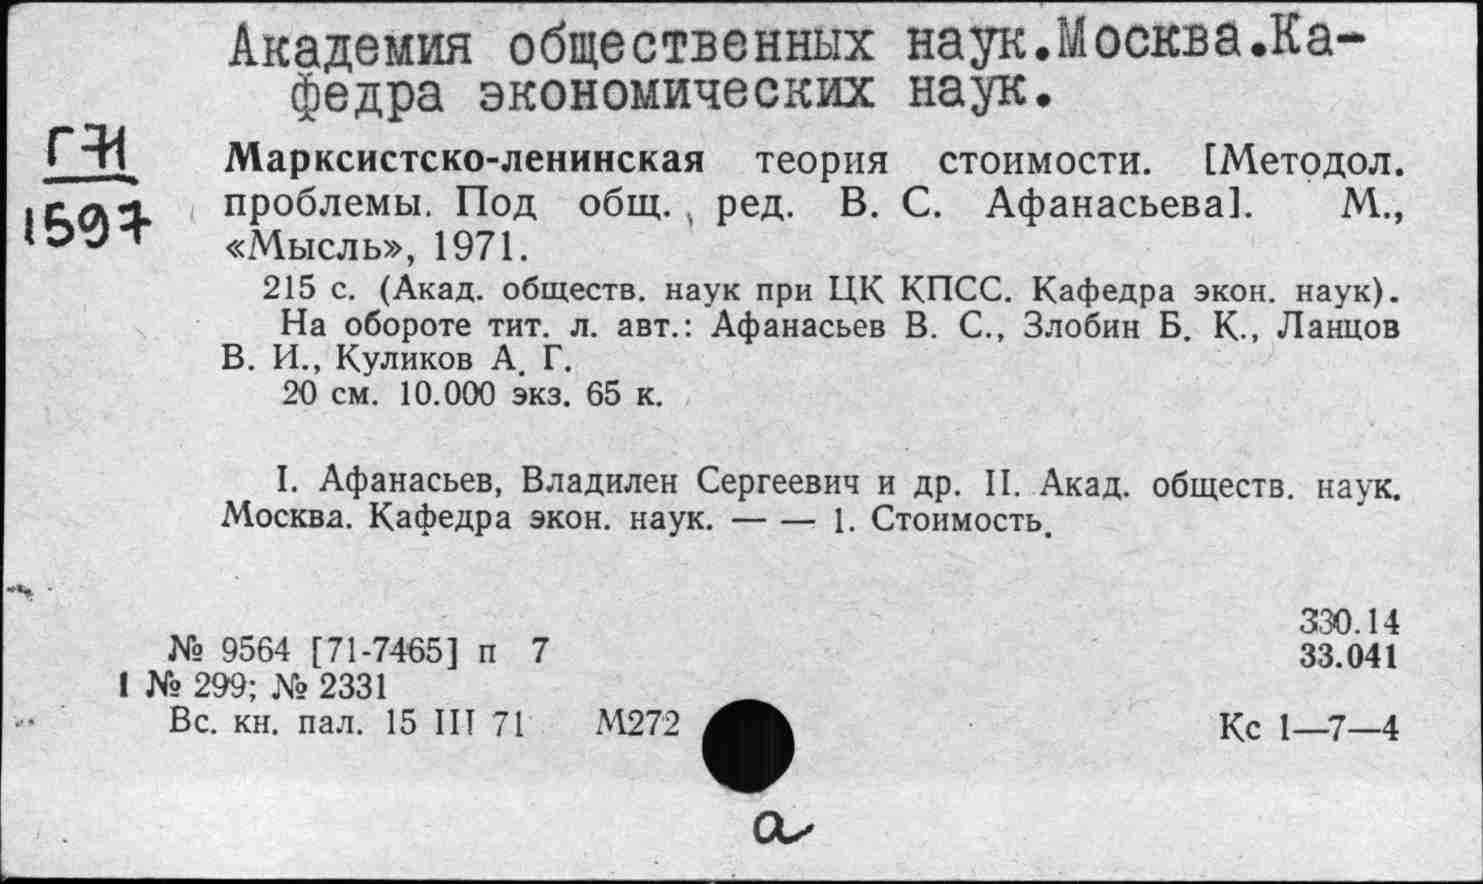 Академия общественных наук.Москва.Ка-
федра экономических наук.
Г-И
1597
Марксистско-ленинская теория стоимости. [Методол.
проблемы. Под общ. ред. В. С. Афанасьева]. М.,
«Мысль», 1971.
215 с. (Акад. обществ. наук при ЦК КПСС. Кафедра экон. наук).
На обороте тит. л. авт.: Афанасьев В. С., Злобин Б. К., Ланцов
В. И., Куликов А. Г.
20 см. 10.000 экз. 65 к.
I. Афанасьев, Владилен Сергеевич и др. II. Акад. обществ. наук.
Москва. Кафедра экон. наук. — — 1. Стоимость.
330.14
№ 9564 [71-7465] п 7
33.041
1 № 299; № 2331
Вс. кн. пал. 15 III 71 М272
Кс 1—7—4
а